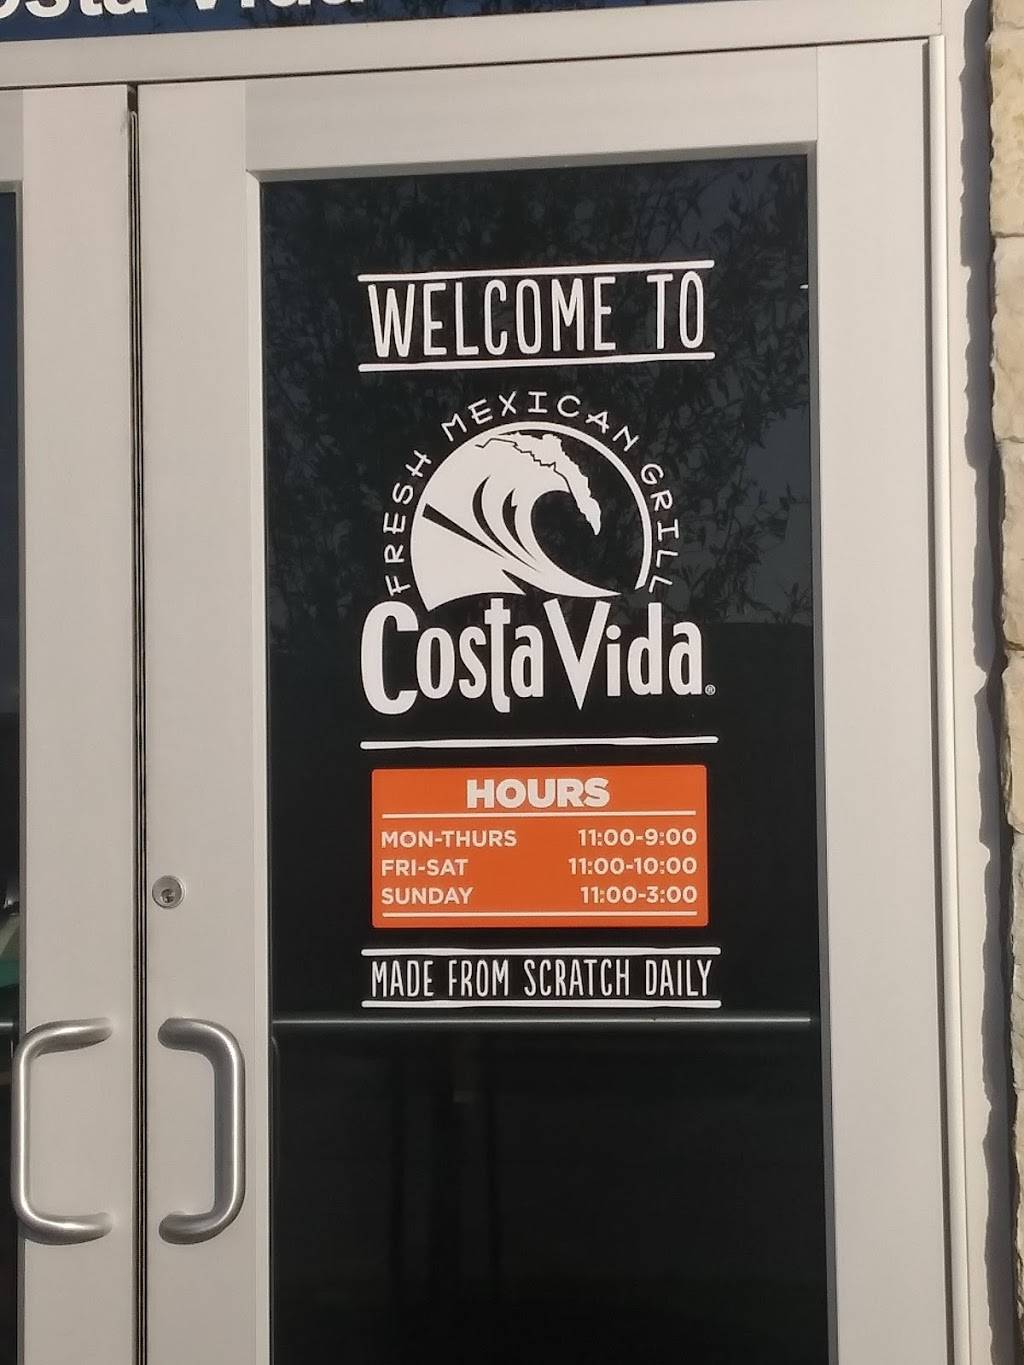 WELCOME TO
FRESH MEXICAN GRILL
Costa Vida®
HOURS
MON-THURS 11:00-9:00
FRI-SAT 11:00-10:00
SUNDAY 11:00-3:00
MADE FROM SCRATCH DAILY